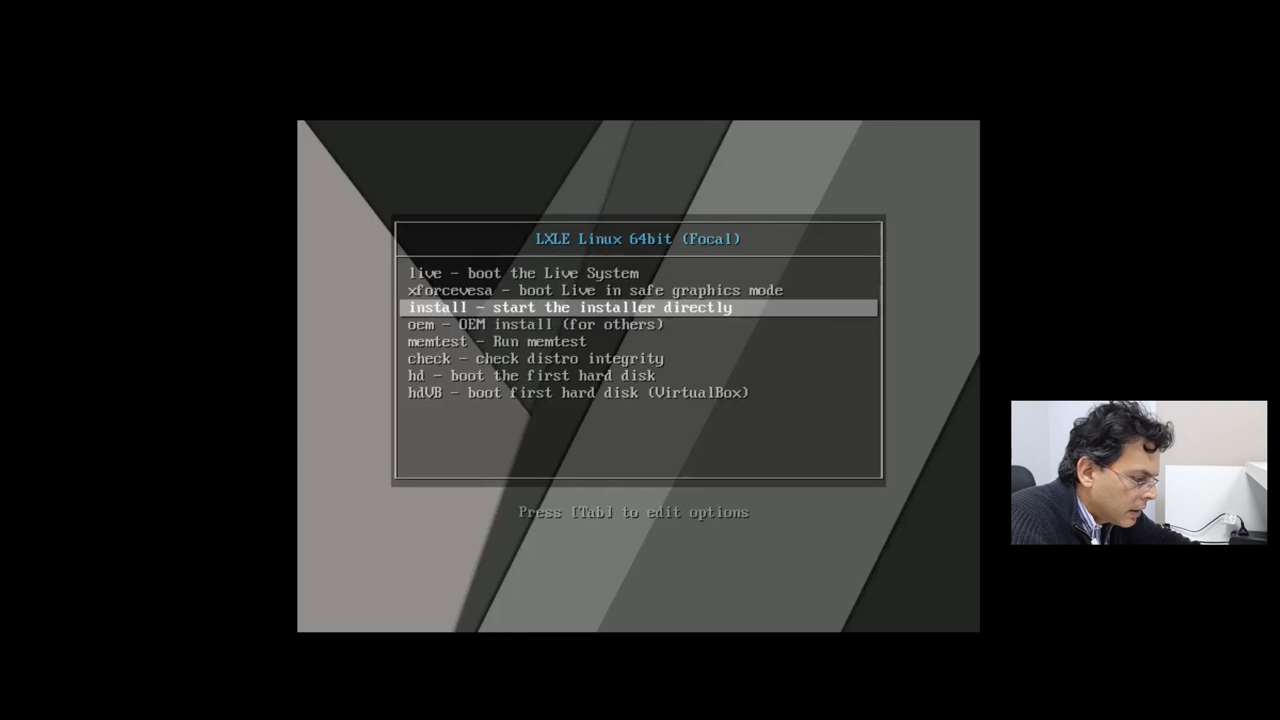 LXLE Linux 64bit (Focal)
live - boot the Live System
xforcevesa - boot Live in safe graphics mode
install - start the installer directly
oem - OEM install (for others)
memtest - Run memtest
check - check distro integrity
hd - boot the first hard disk
hdVB - boot first hard disk (VirtualBox)
Press [Tab] to edit options